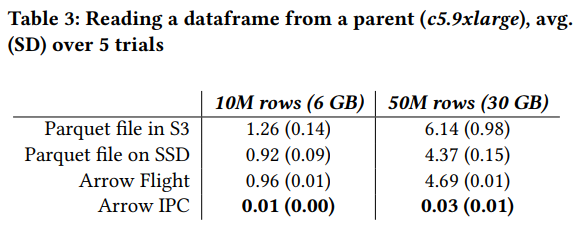 Table 3: Reading a dataframe from a parent (c5.9xlarge), avg.
(SD) over 5 trials
10M rows (6 GB) 50M rows (30 GB)
Parquet file in S3 1.26 (0.14) 6.14 (0.98)
Parquet file on SSD 0.92 (0.09) 4.37 (0.15)
Arrow Flight 0.96 (0.01) 4.69 (0.01)
Arrow IPC 0.01 (0.00) 0.03 (0.01)